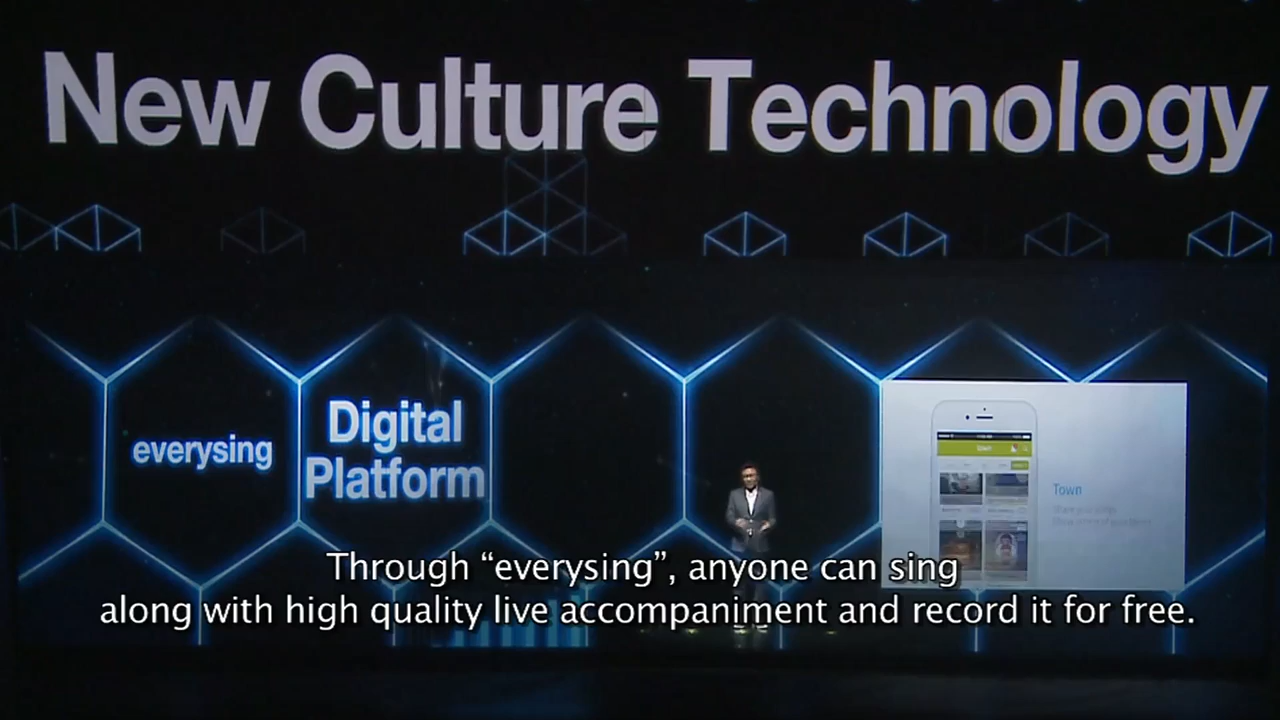 New Culture Technology
everysing
Digital
Platform
Town
Through “everysing”, anyone can sing
along with high quality live accompaniment and record it for free.